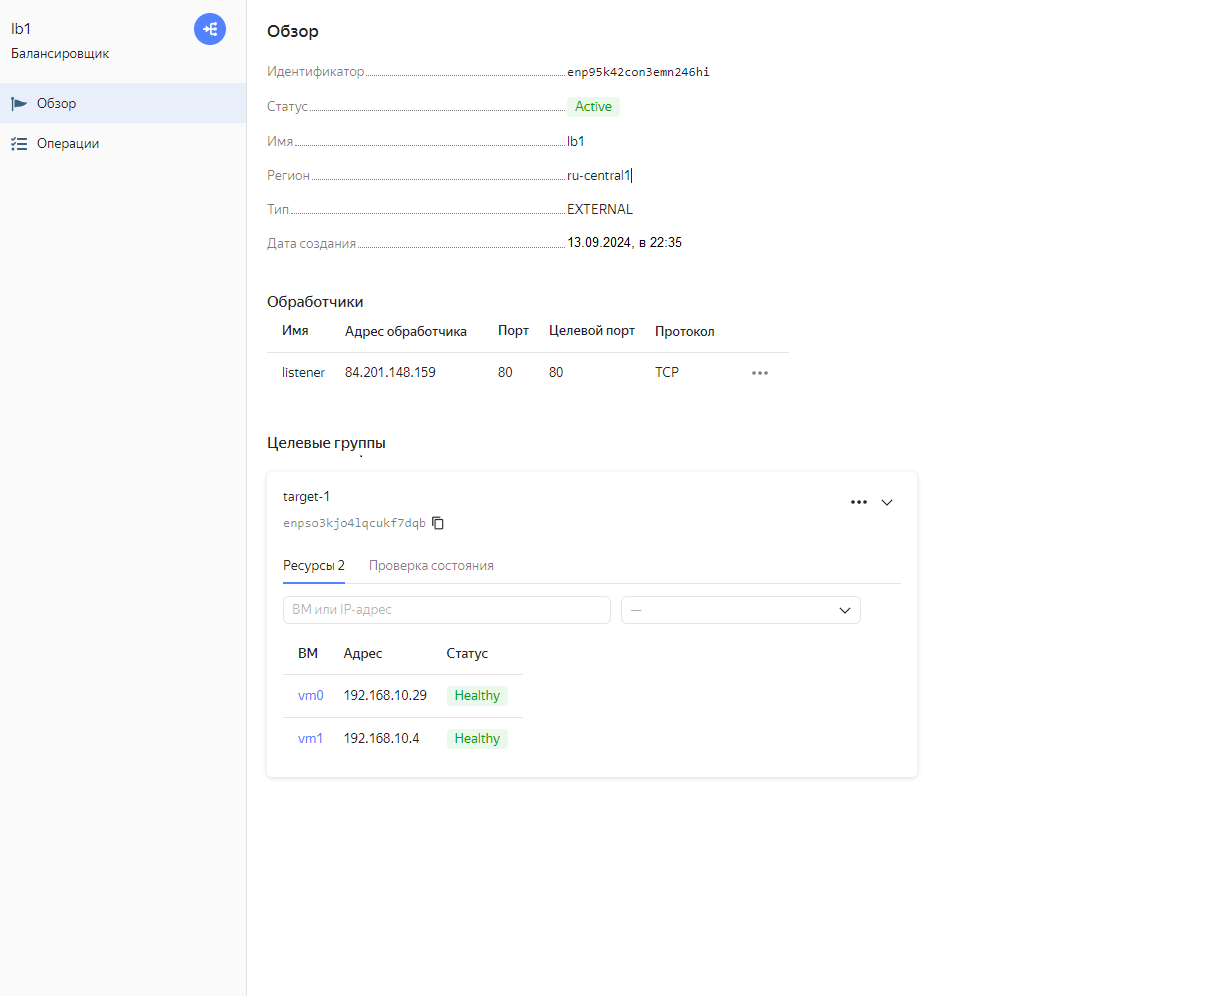 lb1
Балансировщик
Обзор
Операции
Обзор
Идентификатор enp95k42con3emn246hi
Статус Active
Имя lb1
Регион ru-central1
Тип EXTERNAL
Дата создания 13.09.2024, в 22:35
Обработчики
Имя Адрес обработчика Порт Целевой порт Протокол
listener 84.201.148.159 80 80 TCP
Целевые группы
target-1
enpso3kjo4lqcukf7dqb
Ресурсы 2 Проверка состояния
ВМ или IP-адрес —
ВМ Адрес Статус
vm0 192.168.10.29 Healthy
vm1 192.168.10.4 Healthy